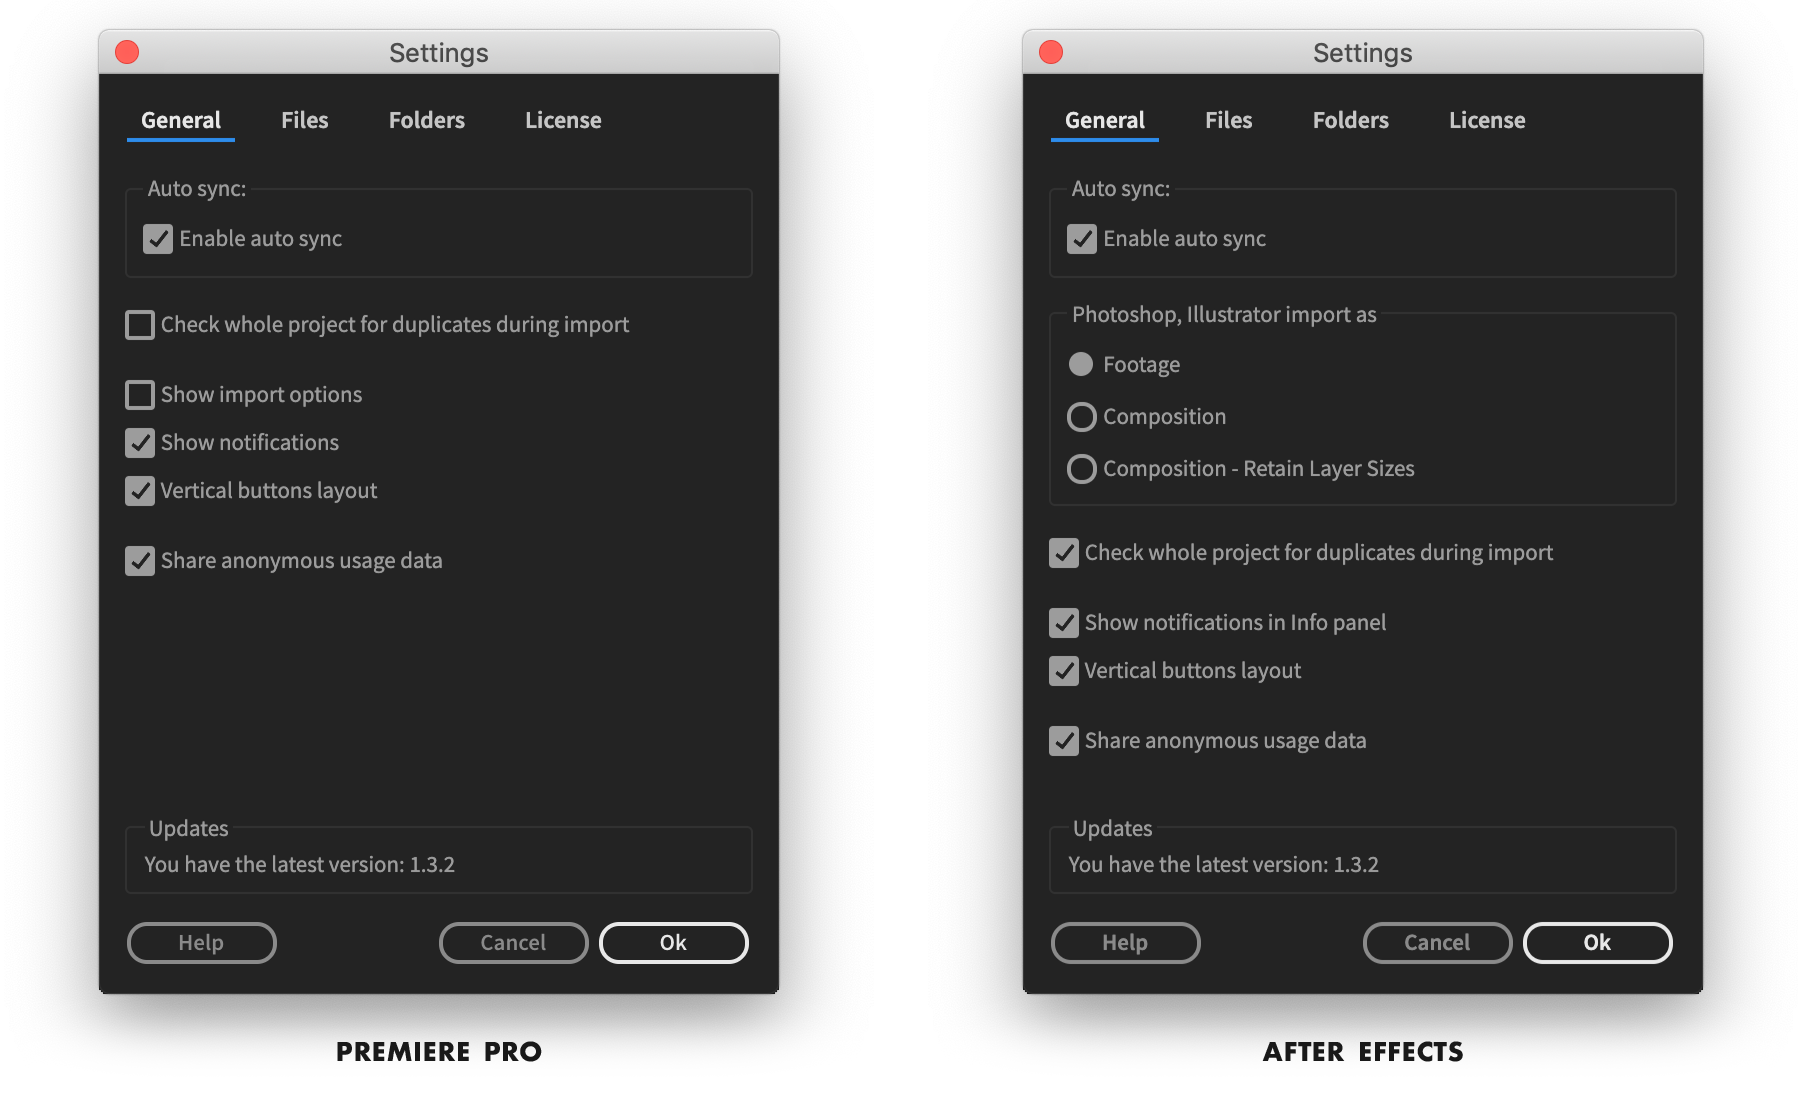 Settings
General Files Folders License
Auto sync:
Enable auto sync
Check whole project for duplicates during import
Show import options
Show notifications
Vertical buttons layout
Share anonymous usage data
Updates
You have the latest version: 1.3.2
Help Cancel Ok
PREMIERE PRO
Settings
General Files Folders License
Auto sync:
Enable auto sync
Photoshop, Illustrator import as
Footage
Composition
Composition - Retain Layer Sizes
Check whole project for duplicates during import
Show notifications in Info panel
Vertical buttons layout
Share anonymous usage data
Updates
You have the latest version: 1.3.2
Help Cancel Ok
AFTER EFFECTS